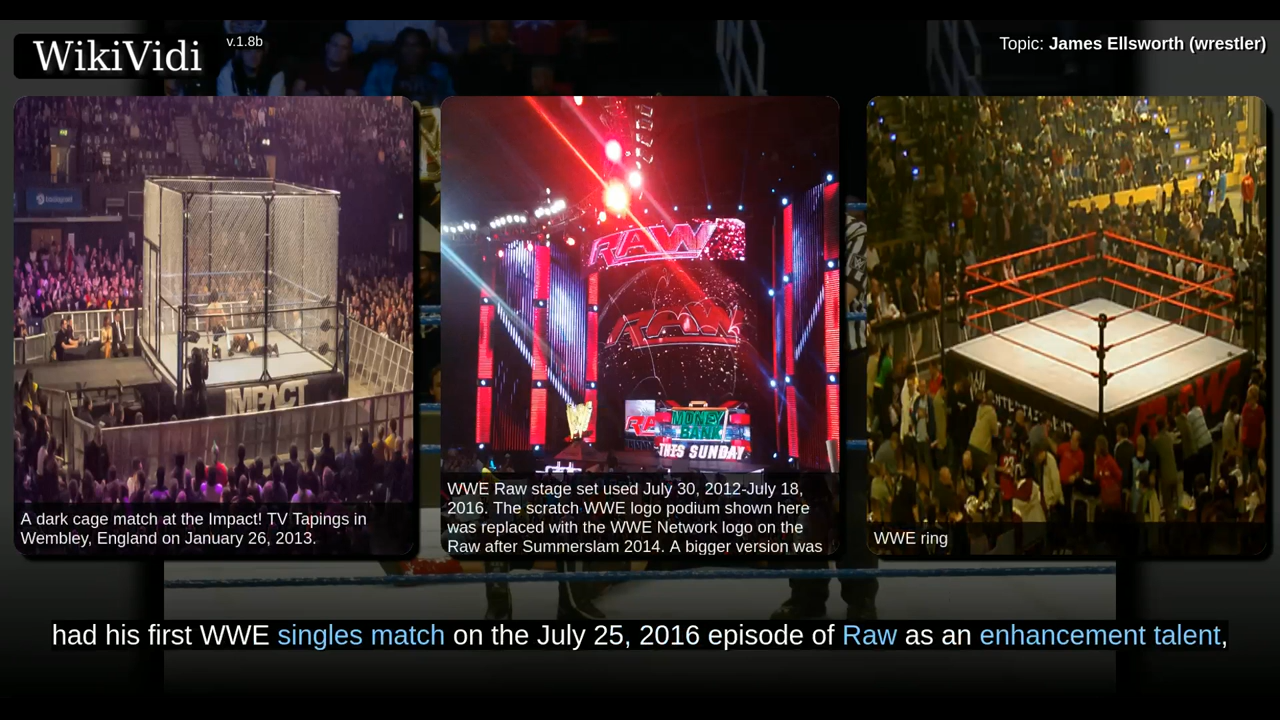 WikiVidi
v.1.8b
Topic: James Ellsworth (wrestler)
IMPACT
A dark cage match at the Impact! TV Tapings in
Wembley, England on January 26, 2013.
RAW
RAW
MONEY
BANK
THIS SUNDAY
WWE Raw stage set used July 30, 2012-July 18,
2016. The scratch WWE logo podium shown here
was replaced with the WWE Network logo on the
Raw after Summerslam 2014. A bigger version was
RAW
WWE ring
had his first WWE singles match on the July 25, 2016 episode of Raw as an enhancement talent,